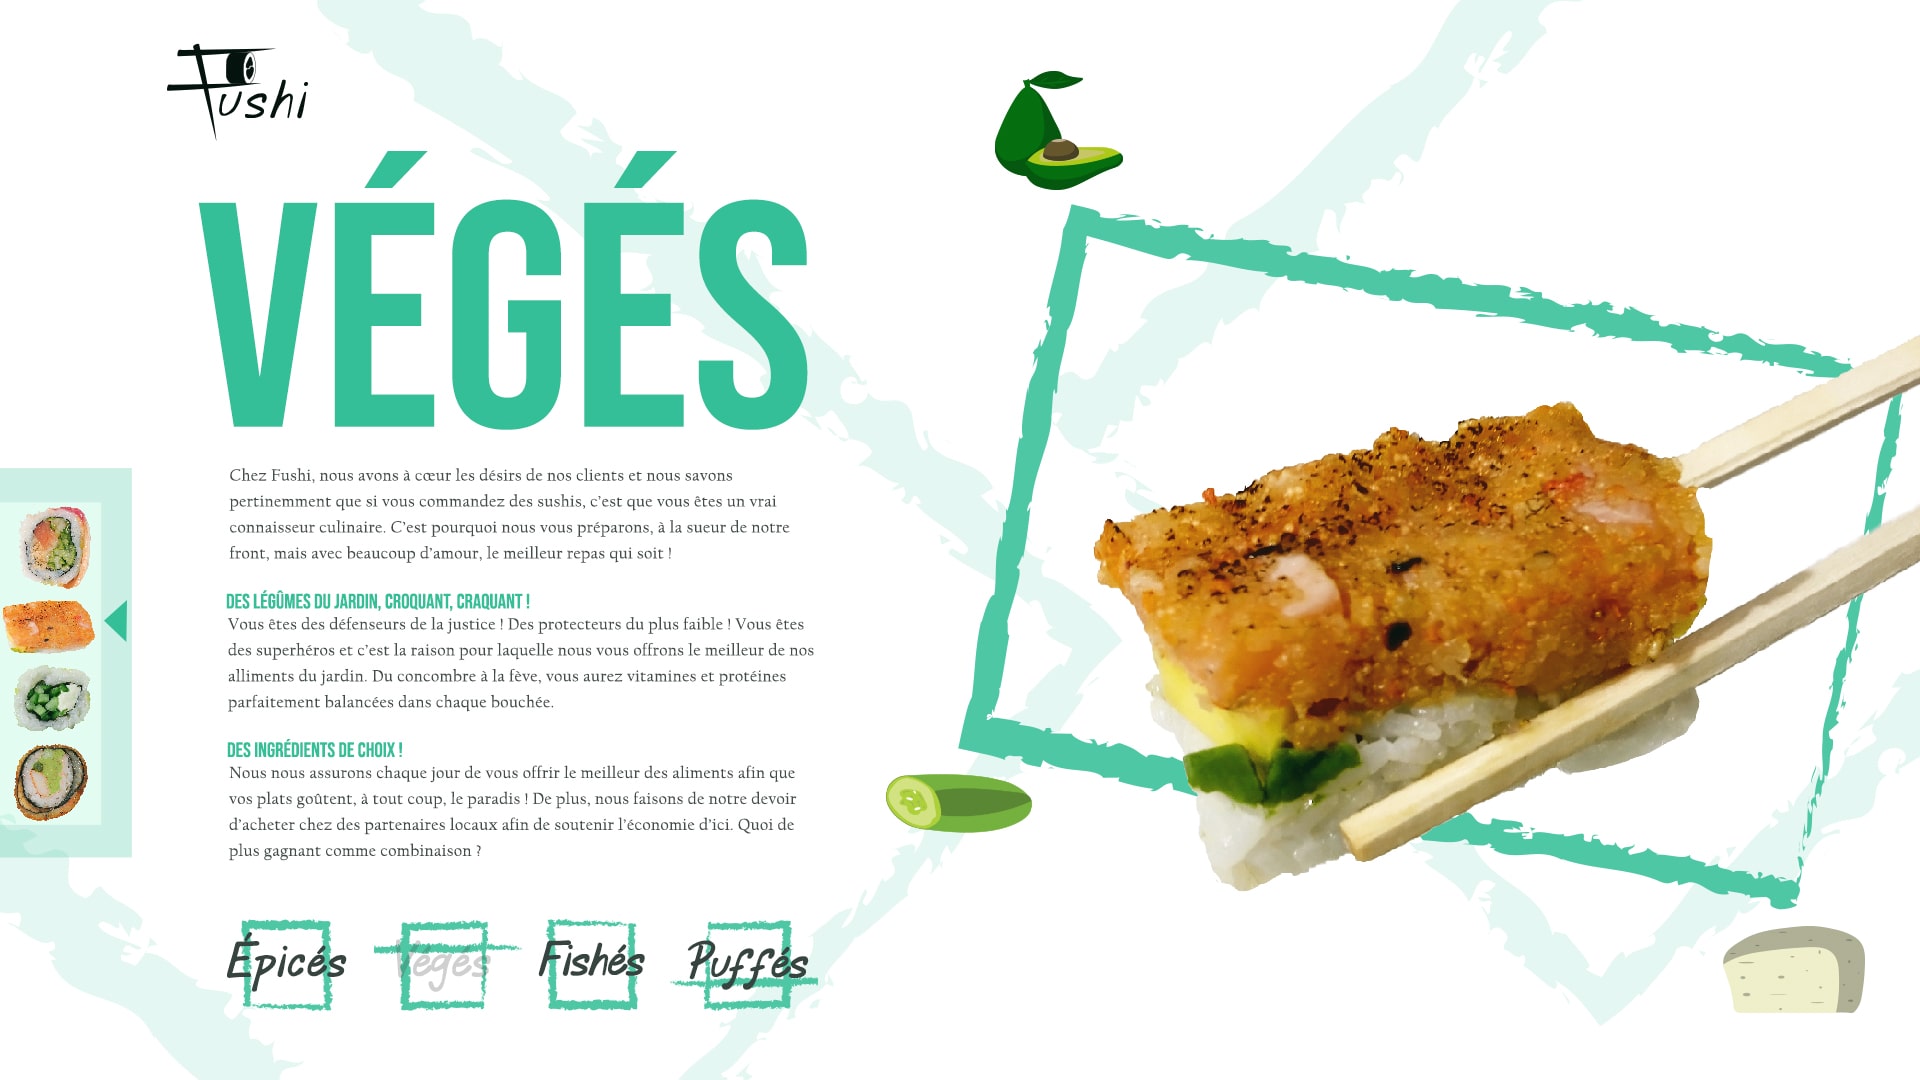 Fushi
VÉGÉS
Chez Fushi, nous avons à cœur les désirs de nos clients et nous savons
pertinemment que si vous commandez des sushis, c’est que vous êtes un vrai
connaisseur culinaire. C’est pourquoi nous vous préparons, à la sueur de notre
front, mais avec beaucoup d’amour, le meilleur repas qui soit !
DES LÉGÛMES DU JARDIN, CROQUANT, CRAQUANT !
Vous êtes des défenseurs de la justice ! Des protecteurs du plus faible ! Vous êtes
des superhéros et c’est la raison pour laquelle nous vous offrons le meilleur de nos
alliments du jardin. Du concombre à la fève, vous aurez vitamines et protéines
parfaitement balancées dans chaque bouchée.
DES INGRÉDIENTS DE CHOIX !
Nous nous assurons chaque jour de vous offrir le meilleur des aliments afin que
vos plats goûtent, à tout coup, le paradis ! De plus, nous faisons de notre devoir
d’acheter chez des partenaires locaux afin de soutenir l’économie d’ici. Quoi de
plus gagnant comme combinaison ?
Épicés Végés Fishés Puffés